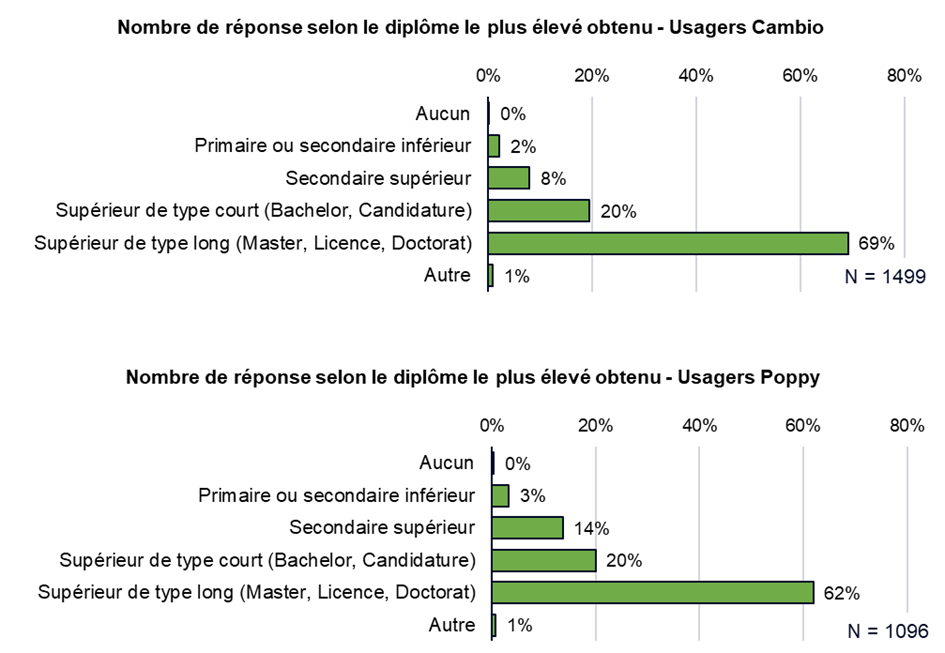 Nombre de réponse selon le diplôme le plus élevé obtenu - Usagers Cambio
0% 20% 40% 60% 80%
Aucun 0%
Primaire ou secondaire inférieur 2%
Secondaire supérieur 8%
Supérieur de type court (Bachelor, Candidature) 20%
Supérieur de type long (Master, Licence, Doctorat) 69%
Autre 1%
N = 1499
Nombre de réponse selon le diplôme le plus élevé obtenu - Usagers Poppy
0% 20% 40% 60% 80%
Aucun 0%
Primaire ou secondaire inférieur 3%
Secondaire supérieur 14%
Supérieur de type court (Bachelor, Candidature) 20%
Supérieur de type long (Master, Licence, Doctorat) 62%
Autre 1%
N = 1096